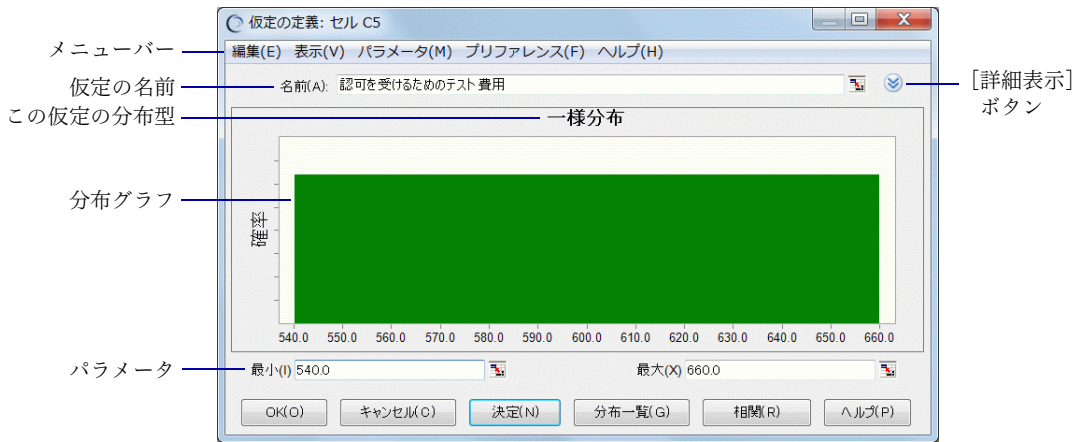 仮定の定義: セル C5
メニューバー
編集(E) 表示(V) パラメータ(M) プリファレンス(F) ヘルプ(H)
仮定の名前
名前(A): 認可を受けるためのテスト費用
[詳細表示]
ボタン
この仮定の分布型
一様分布
分布グラフ
確率
540.0 550.0 560.0 570.0 580.0 590.0 600.0 610.0 620.0 630.0 640.0 650.0 660.0
パラメータ
最小(I) 540.0 最大(X) 660.0
OK(O) キャンセル(C) 決定(N) 分布一覧(G) 相関(R) ヘルプ(P)